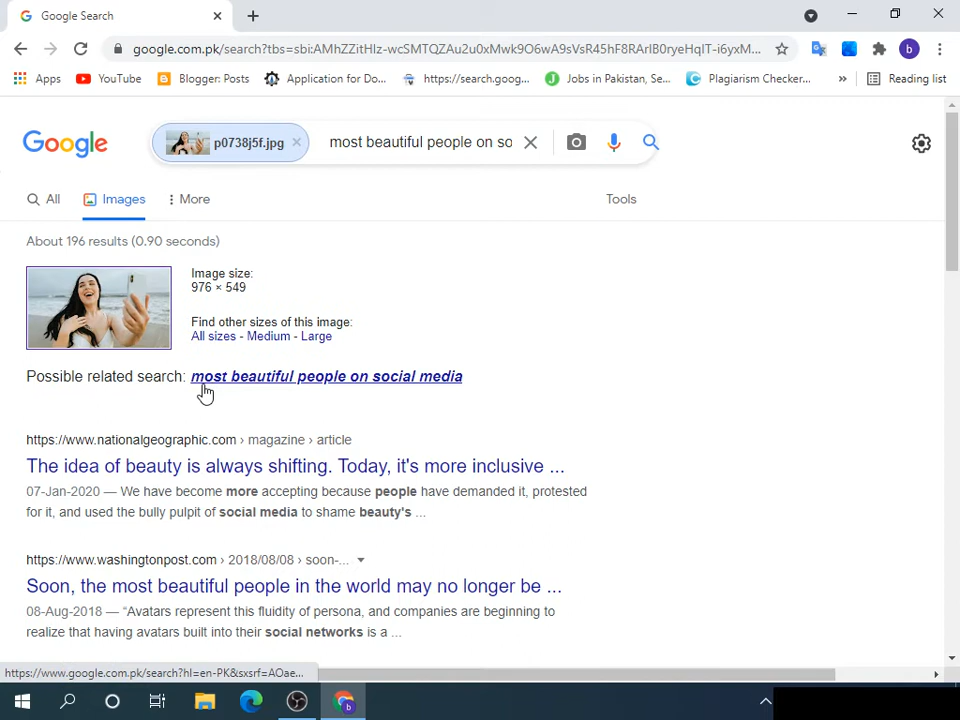 Google Search
google.com.pk/search?tbs=sbi:AMhZZitHIz-wcSMTQZAu2u0xMwk9O6wA9sVsR45hF8RArIB0ryeHqIT-i6yxM...
Apps YouTube Blogger: Posts Application for Do... https://search.goog... Jobs in Pakistan, Se... Plagiarism Checker... » Reading list
Google p0738j5f.jpg × most beautiful people on so
All Images More Tools
About 196 results (0.90 seconds)
Image size:
976 × 549
Find other sizes of this image:
All sizes - Medium - Large
Possible related search: most beautiful people on social media
https://www.nationalgeographic.com › magazine › article
The idea of beauty is always shifting. Today, it's more inclusive ...
07-Jan-2020 — We have become more accepting because people have demanded it, protested
for it, and used the bully pulpit of social media to shame beauty's ...
https://www.washingtonpost.com › 2018/08/08 › soon-...
Soon, the most beautiful people in the world may no longer be ...
08-Aug-2018 — “Avatars represent this fluidity of persona, and companies are beginning to
realize that having avatars built into their social networks is a ...
https://www.google.com.pk/search?hl=en-PK&sxsrf=AOae...